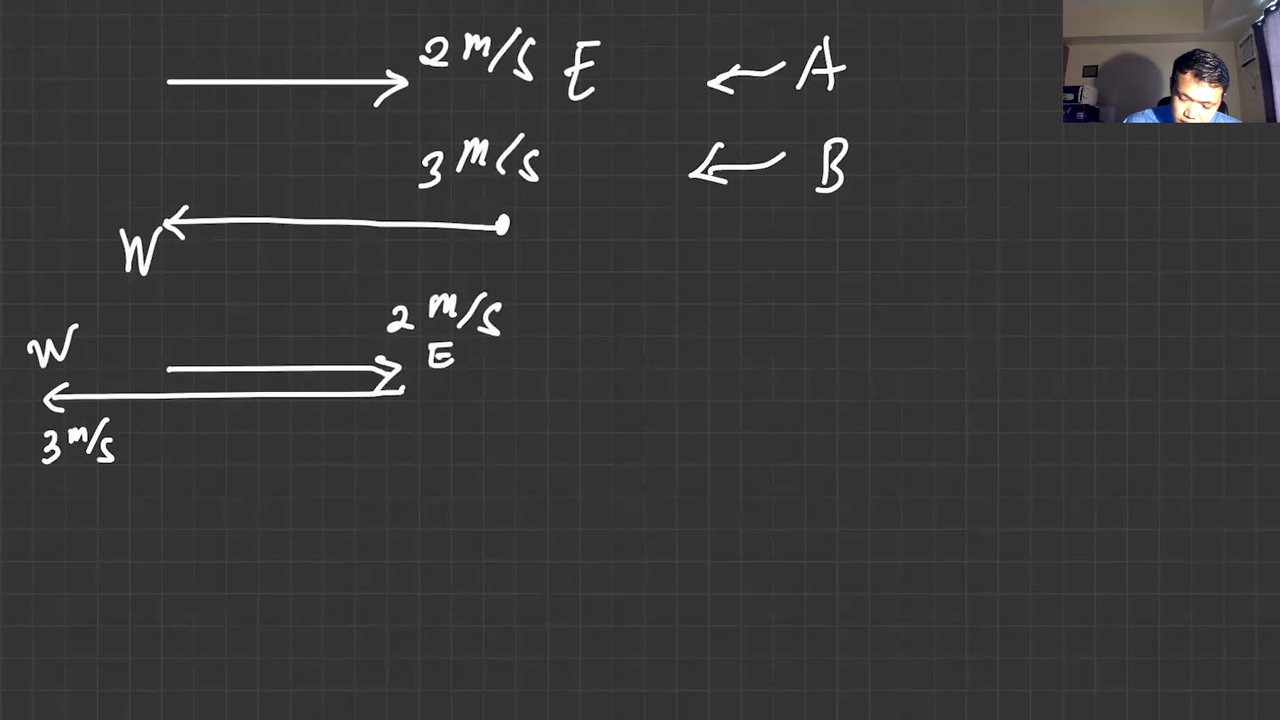 2 m/s E ← A
3 m/s ← B
W
2 m/s
W E
3 m/s